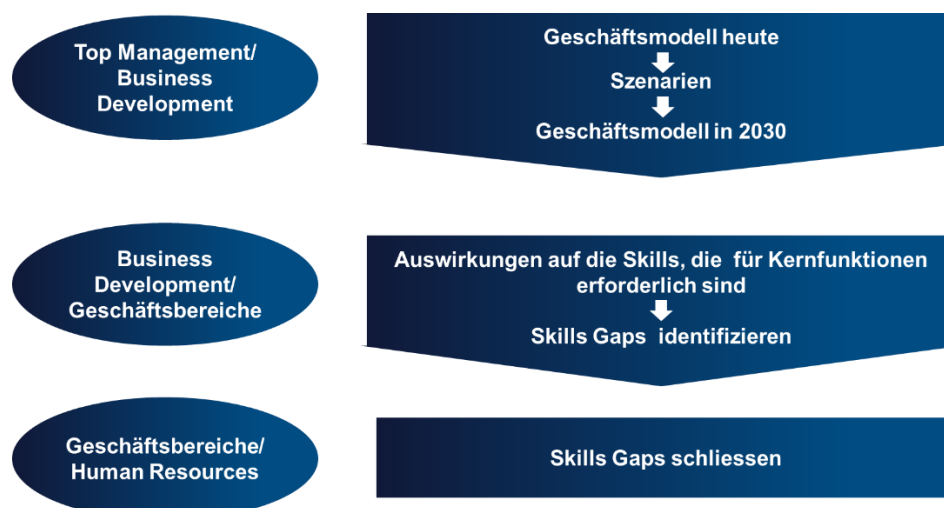 Top Management/
Business
Development
Geschäftsmodell heute
Szenarien
Geschäftsmodell in 2030
Business
Development/
Geschäftsbereiche
Auswirkungen auf die Skills, die für Kernfunktionen
erforderlich sind
Skills Gaps identifizieren
Geschäftsbereiche/
Human Resources
Skills Gaps schliessen